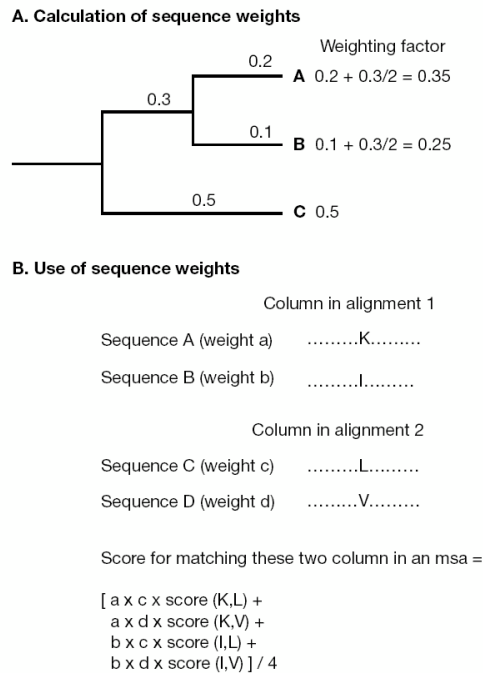 A. Calculation of sequence weights
Weighting factor
0.2
A 0.2 + 0.3/2 = 0.35
0.3
0.1
B 0.1 + 0.3/2 = 0.25
0.5
C 0.5
B. Use of sequence weights
Column in alignment 1
Sequence A (weight a) .........K.........
Sequence B (weight b) .........I.........
Column in alignment 2
Sequence C (weight c) .........L.........
Sequence D (weight d) .........V.........
Score for matching these two column in an msa =
[ a x c x score (K,L) +
a x d x score (K,V) +
b x c x score (I,L) +
b x d x score (I,V) ] / 4